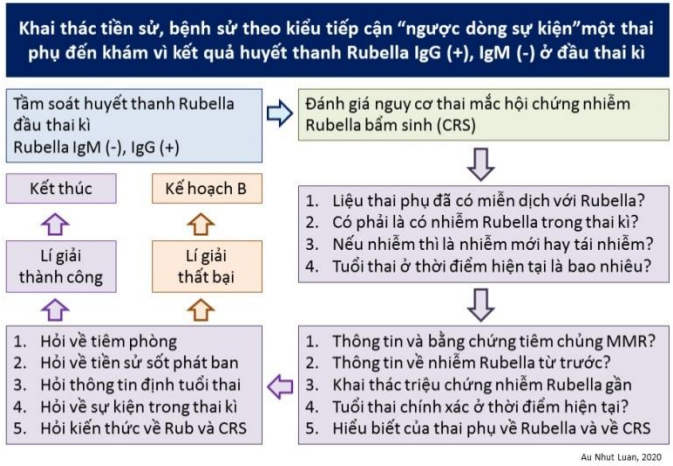 Khai thác tiền sử, bệnh sử theo kiểu tiếp cận “ngược dòng sự kiện”một thai
phụ đến khám vì kết quả huyết thanh Rubella IgG (+), IgM (-) ở đầu thai kì
Tầm soát huyết thanh Rubella
đầu thai kì
Rubella IgM (-), IgG (+)
Đánh giá nguy cơ thai mắc hội chứng nhiễm
Rubella bẩm sinh (CRS)
1. Liệu thai phụ đã có miễn dịch với Rubella?
2. Có phải là có nhiễm Rubella trong thai kì?
3. Nếu nhiễm thì là nhiễm mới hay tái nhiễm?
4. Tuổi thai ở thời điểm hiện tại là bao nhiêu?
1. Thông tin và bằng chứng tiêm chủng MMR?
2. Thông tin về nhiễm Rubella từ trước?
3. Khai thác triệu chứng nhiễm Rubella gần
4. Tuổi thai chính xác ở thời điểm hiện tại?
5. Hiểu biết của thai phụ về Rubella và về CRS
1. Hỏi về tiêm phòng
2. Hỏi về tiền sử sốt phát ban
3. Hỏi thông tin định tuổi thai
4. Hỏi về sự kiện trong thai kì
5. Hỏi kiến thức về Rub và CRS
Lí giải
thành công
Lí giải
thất bại
Kết thúc
Kế hoạch B
Au Nhut Luan, 2020